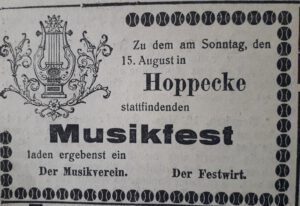 Zu dem am Sonntag, den
15. August in
Hoppecke
stattfindenden
Musikfest
laden ergebenst ein
Der Musikverein. Der Festwirt.